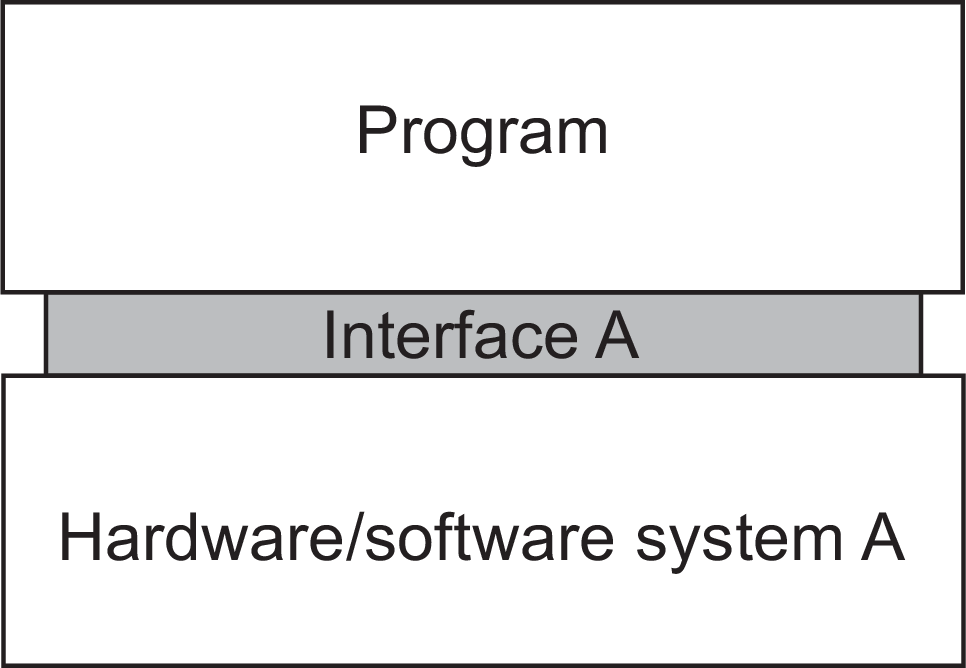 Program
Interface A
Hardware/software system A